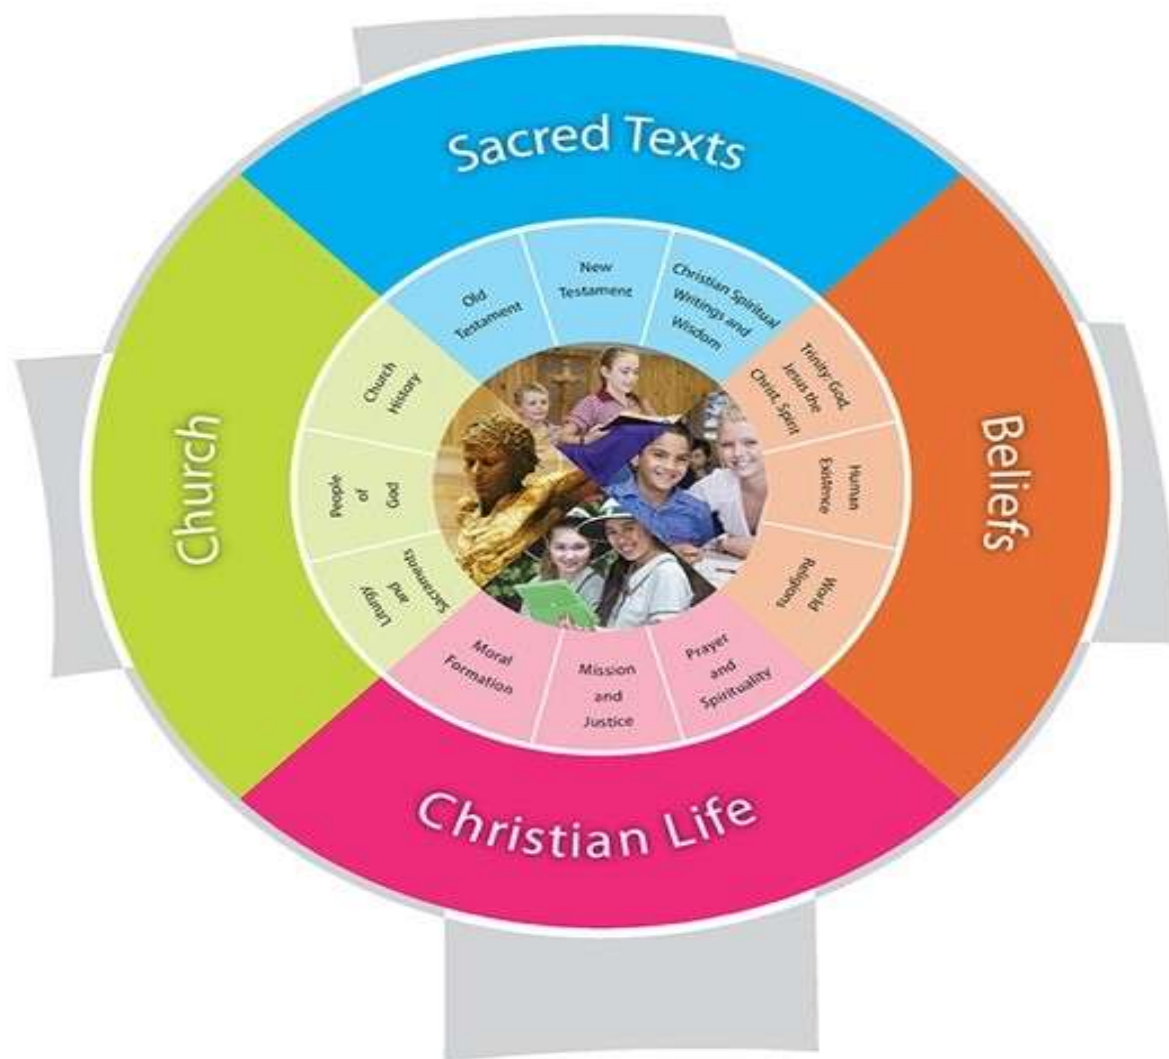 Sacred Texts
Old
Testament
New
Testament
Christian Spiritual
Writings and
Wisdom
Beliefs
Trinity-God,
Jesus the
Christ, Spirit
Human
Existence
World
Religions
Christian Life
Prayer
and
Spirituality
Mission
and
Justice
Moral
Formation
Church
Liturgy
and
Sacraments
People
of
God
Church
History